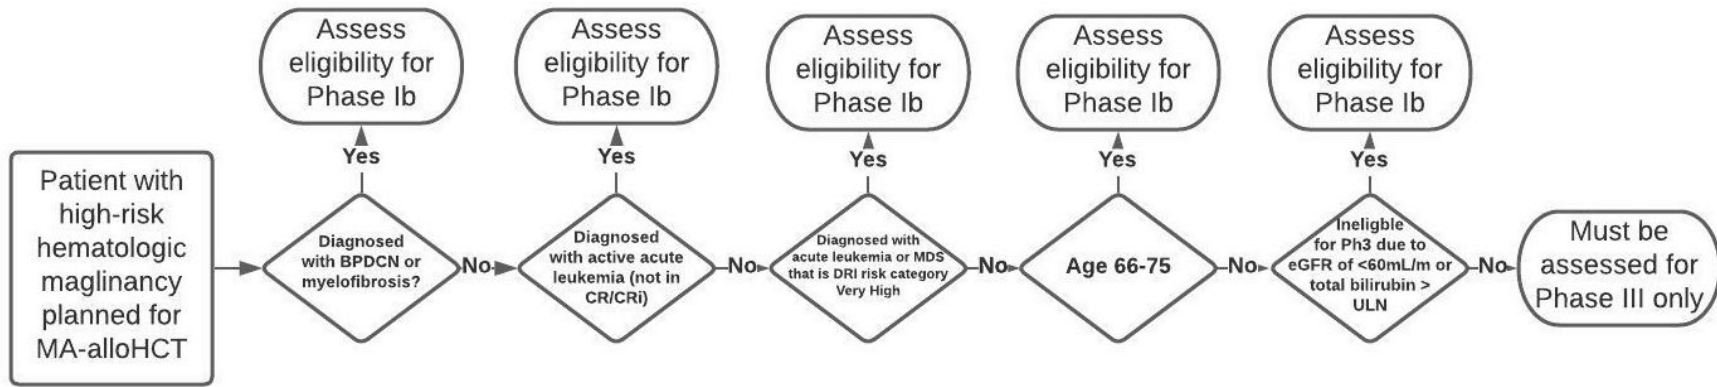 Assess
eligibility for
Phase Ib
Assess
eligibility for
Phase Ib
Assess
eligibility for
Phase Ib
Assess
eligibility for
Phase Ib
Assess
eligibility for
Phase Ib
Yes
Yes
Yes
Yes
Yes
Patient with
high-risk
hematologic
maglinancy
planned for
MA-alloHCT
Diagnosed
with BPDCN or
myelofibrosis?
No
Diagnosed
with active acute
leukemia (not in
CR/CRi)
No
Diagnosed with
acute leukemia or MDS
that is DRI risk category
Very High
No
Age 66-75
No
Ineligble
for Ph3 due to
eGFR of <60mL/m or
total bilirubin >
ULN
No
Must be
assessed for
Phase III only